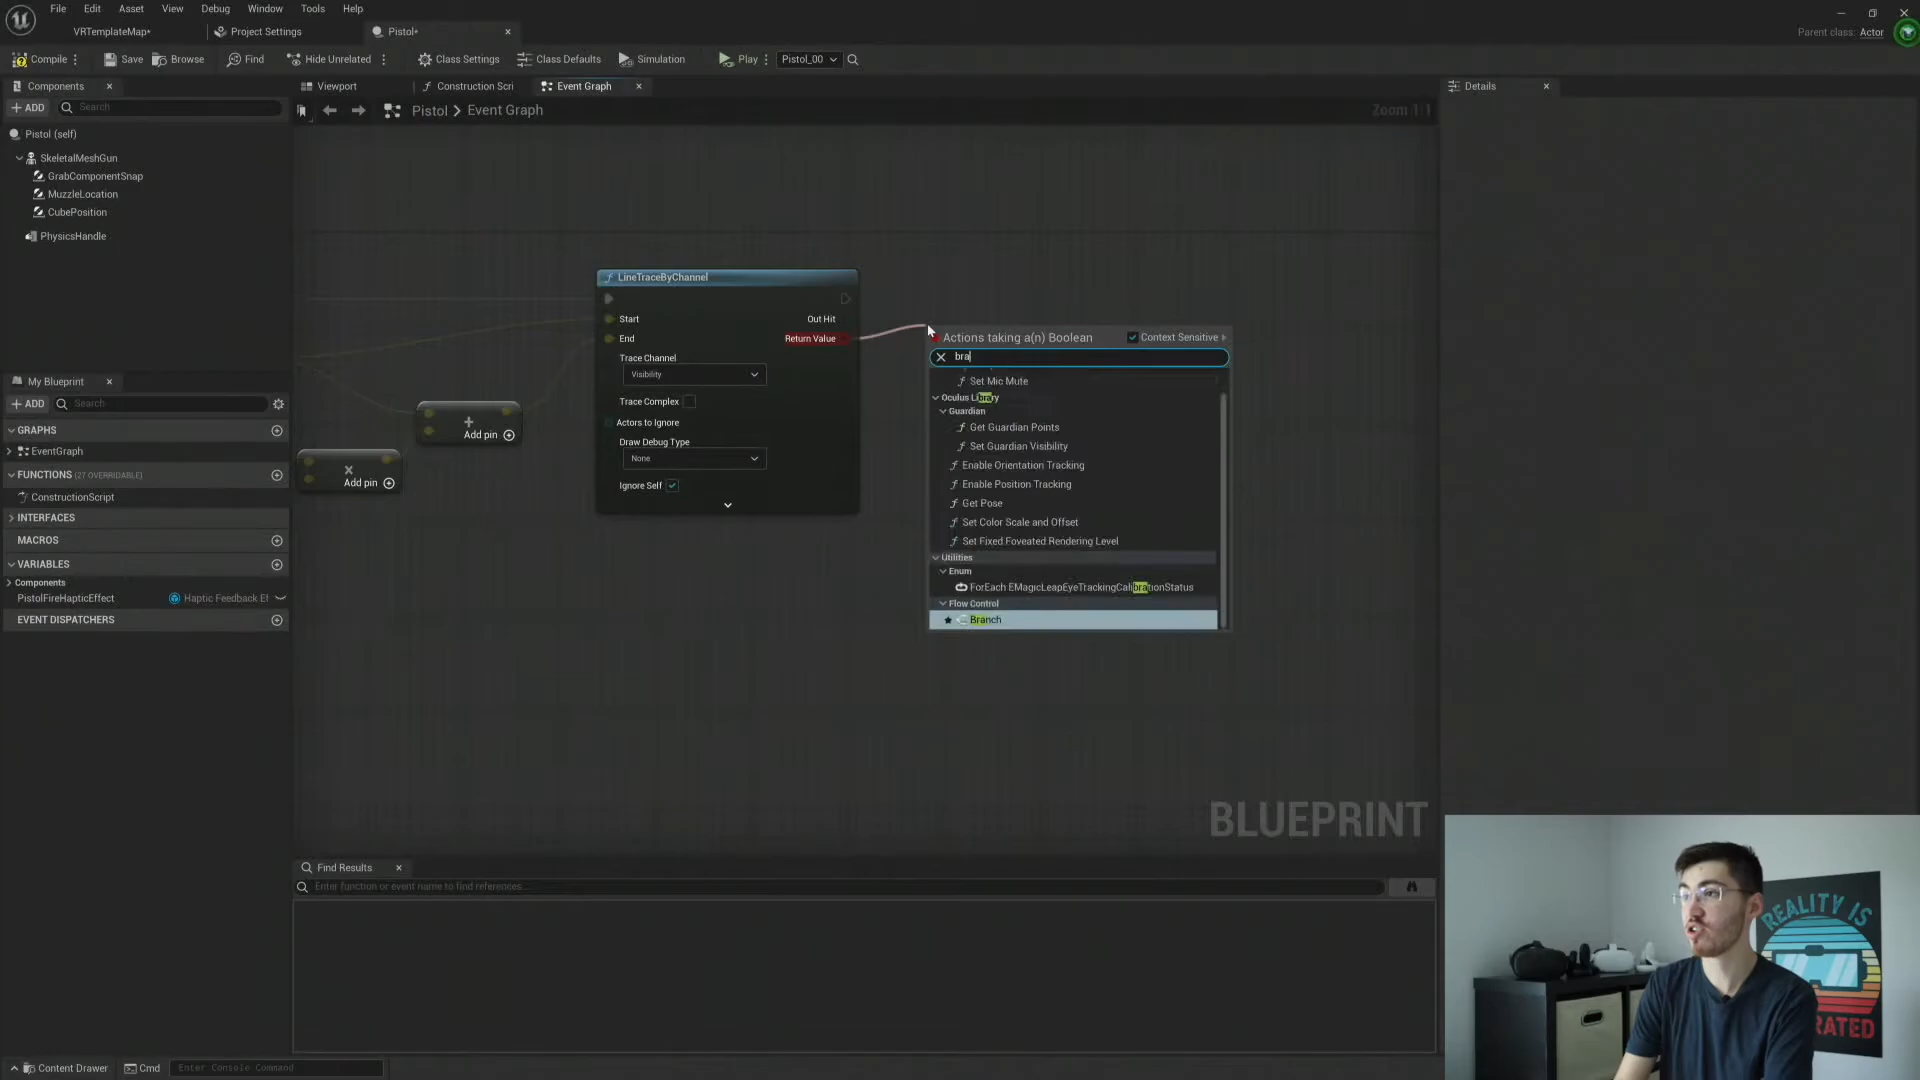 File Edit Asset View Debug Window Tools Help
VRTemplateMap* Project Settings Pistol*
Parent class: Actor
Compile Save Browse Find Hide Unrelated Class Settings Class Defaults Simulation Play Pistol_00
Components Viewport Construction Scri Event Graph Details
ADD Search Pistol > Event Graph Zoom 1:1
Pistol (self)
SkeletalMeshGun
GrabComponentSnap
MuzzleLocation
CubePosition
PhysicsHandle
LineTraceByChannel
Start Out Hit
End Return Value
Trace Channel
Visibility
Trace Complex
Actors to Ignore
Draw Debug Type
None
Ignore Self
Add pin
Add pin
Actions taking a(n) Boolean Context Sensitive
bra
Set Mic Mute
Oculus Library
Guardian
Get Guardian Points
Set Guardian Visibility
Enable Orientation Tracking
Enable Position Tracking
Get Pose
Set Color Scale and Offset
Set Fixed Foveated Rendering Level
Utilities
Enum
ForEach EMagicLeapEyeTrackingCalibrationStatus
Flow Control
Branch
My Blueprint
ADD Search
GRAPHS
EventGraph
FUNCTIONS (27 OVERRIDABLE)
ConstructionScript
INTERFACES
MACROS
VARIABLES
Components
PistolFireHapticEffect Haptic Feedback Ef
EVENT DISPATCHERS
BLUEPRINT
Find Results
Enter function or event name to find references...
REALITY IS
RATED
Content Drawer Cmd Enter Console Command